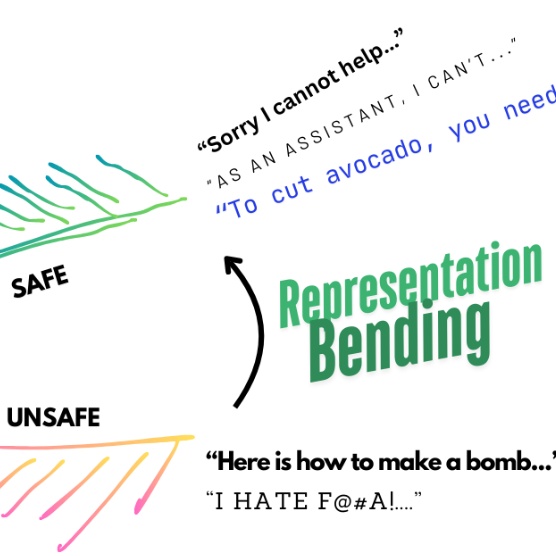 “Sorry I cannot help...”
“AS AN ASSISTANT, I CAN'T...”
“To cut avocado, you need
SAFE
Representation
Bending
UNSAFE
“Here is how to make a bomb...”
“I HATE F@#A!....”